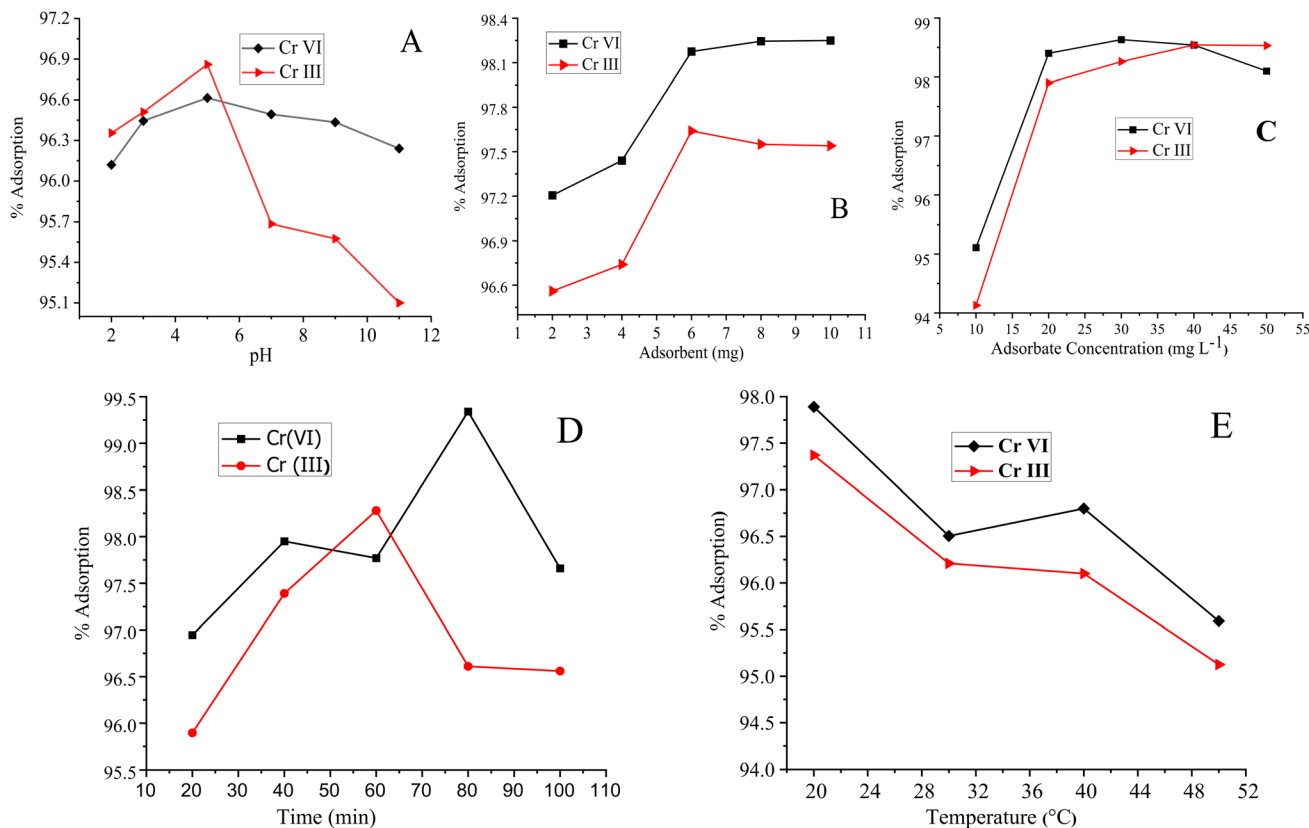 A
Cr VI
Cr III
% Adsorption
97.2
96.9
96.6
96.3
96.0
95.7
95.4
95.1
2 4 6 8 10 12
pH
B
Cr VI
Cr III
% Adsorption
98.4
98.1
97.8
97.5
97.2
96.9
96.6
1 2 3 4 5 6 7 8 9 10 11
Adsorbent (mg)
C
Cr VI
Cr III
% Adsorption
99
98
97
96
95
94
5 10 15 20 25 30 35 40 45 50 55
Adsorbate Concentration (mg L⁻¹)
D
Cr(VI)
Cr (III)
% Adsorption
99.5
99.0
98.5
98.0
97.5
97.0
96.5
96.0
95.5
10 20 30 40 50 60 70 80 90 100 110
Time (min)
E
Cr VI
Cr III
% Adsorption)
98.0
97.5
97.0
96.5
96.0
95.5
95.0
94.5
94.0
20 24 28 32 36 40 44 48 52
Temperature (°C)